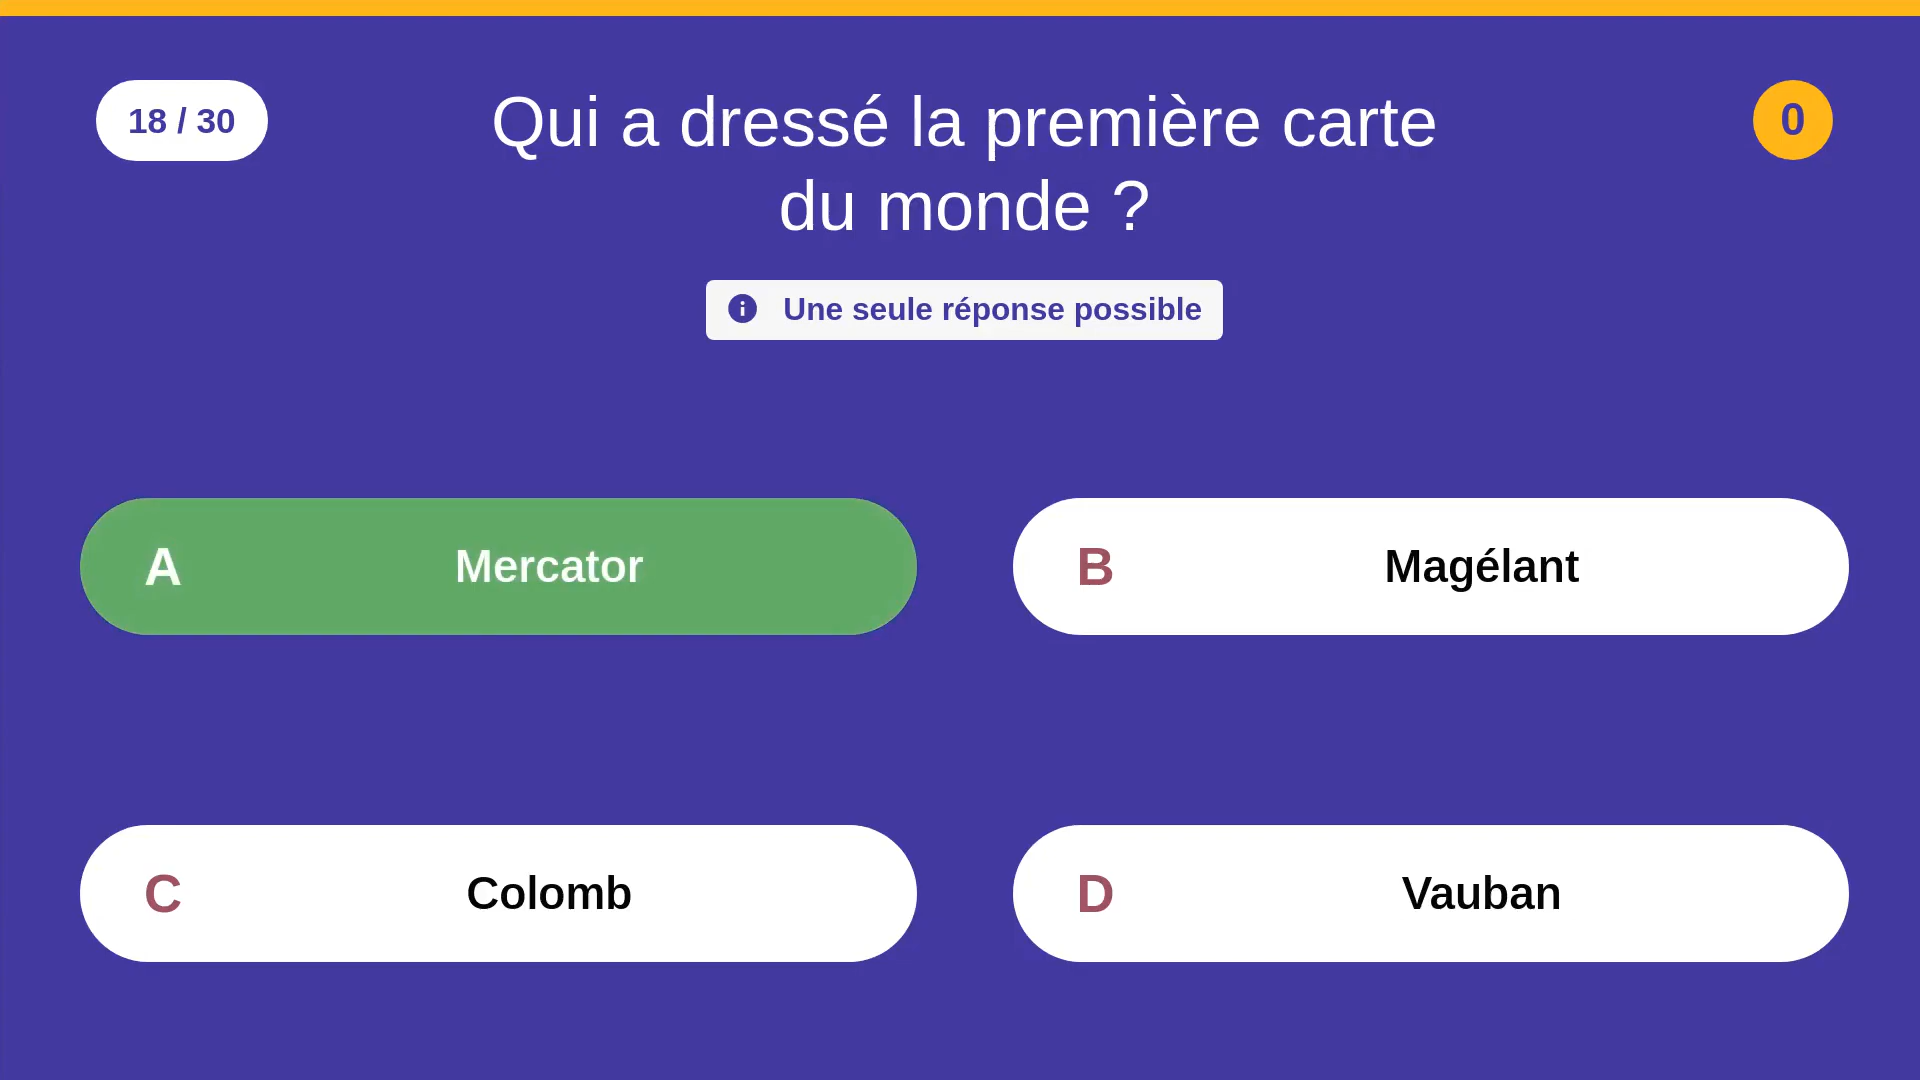 18 / 30
Qui a dressé la première carte
du monde ?
0
Une seule réponse possible
A Mercator
B Magélant
C Colomb
D Vauban